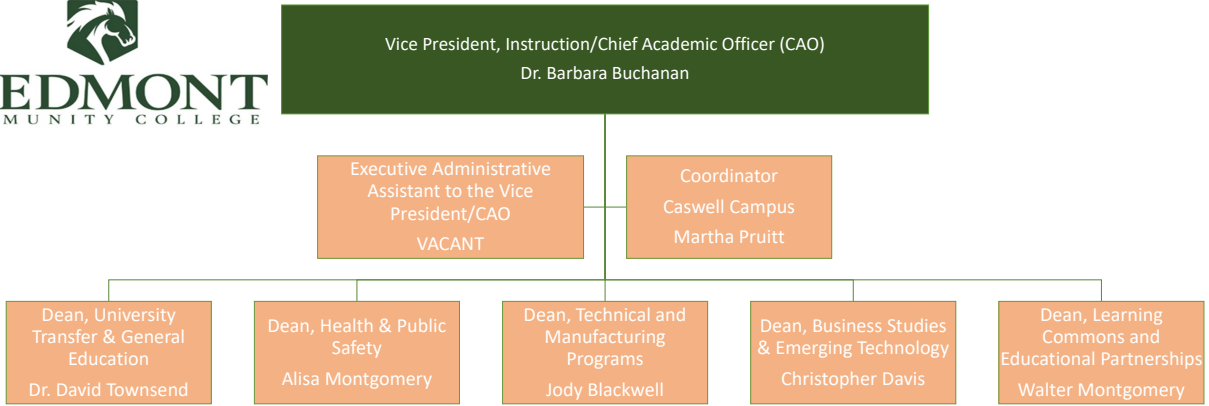 EDMONT
MUNITY COLLEGE
Vice President, Instruction/Chief Academic Officer (CAO)
Dr. Barbara Buchanan
Executive Administrative
Assistant to the Vice
President/CAO
VACANT
Coordinator
Caswell Campus
Martha Pruitt
Dean, University
Transfer & General
Education
Dr. David Townsend
Dean, Health & Public
Safety
Alisa Montgomery
Dean, Technical and
Manufacturing
Programs
Jody Blackwell
Dean, Business Studies
& Emerging Technology
Christopher Davis
Dean, Learning
Commons and
Educational Partnerships
Walter Montgomery